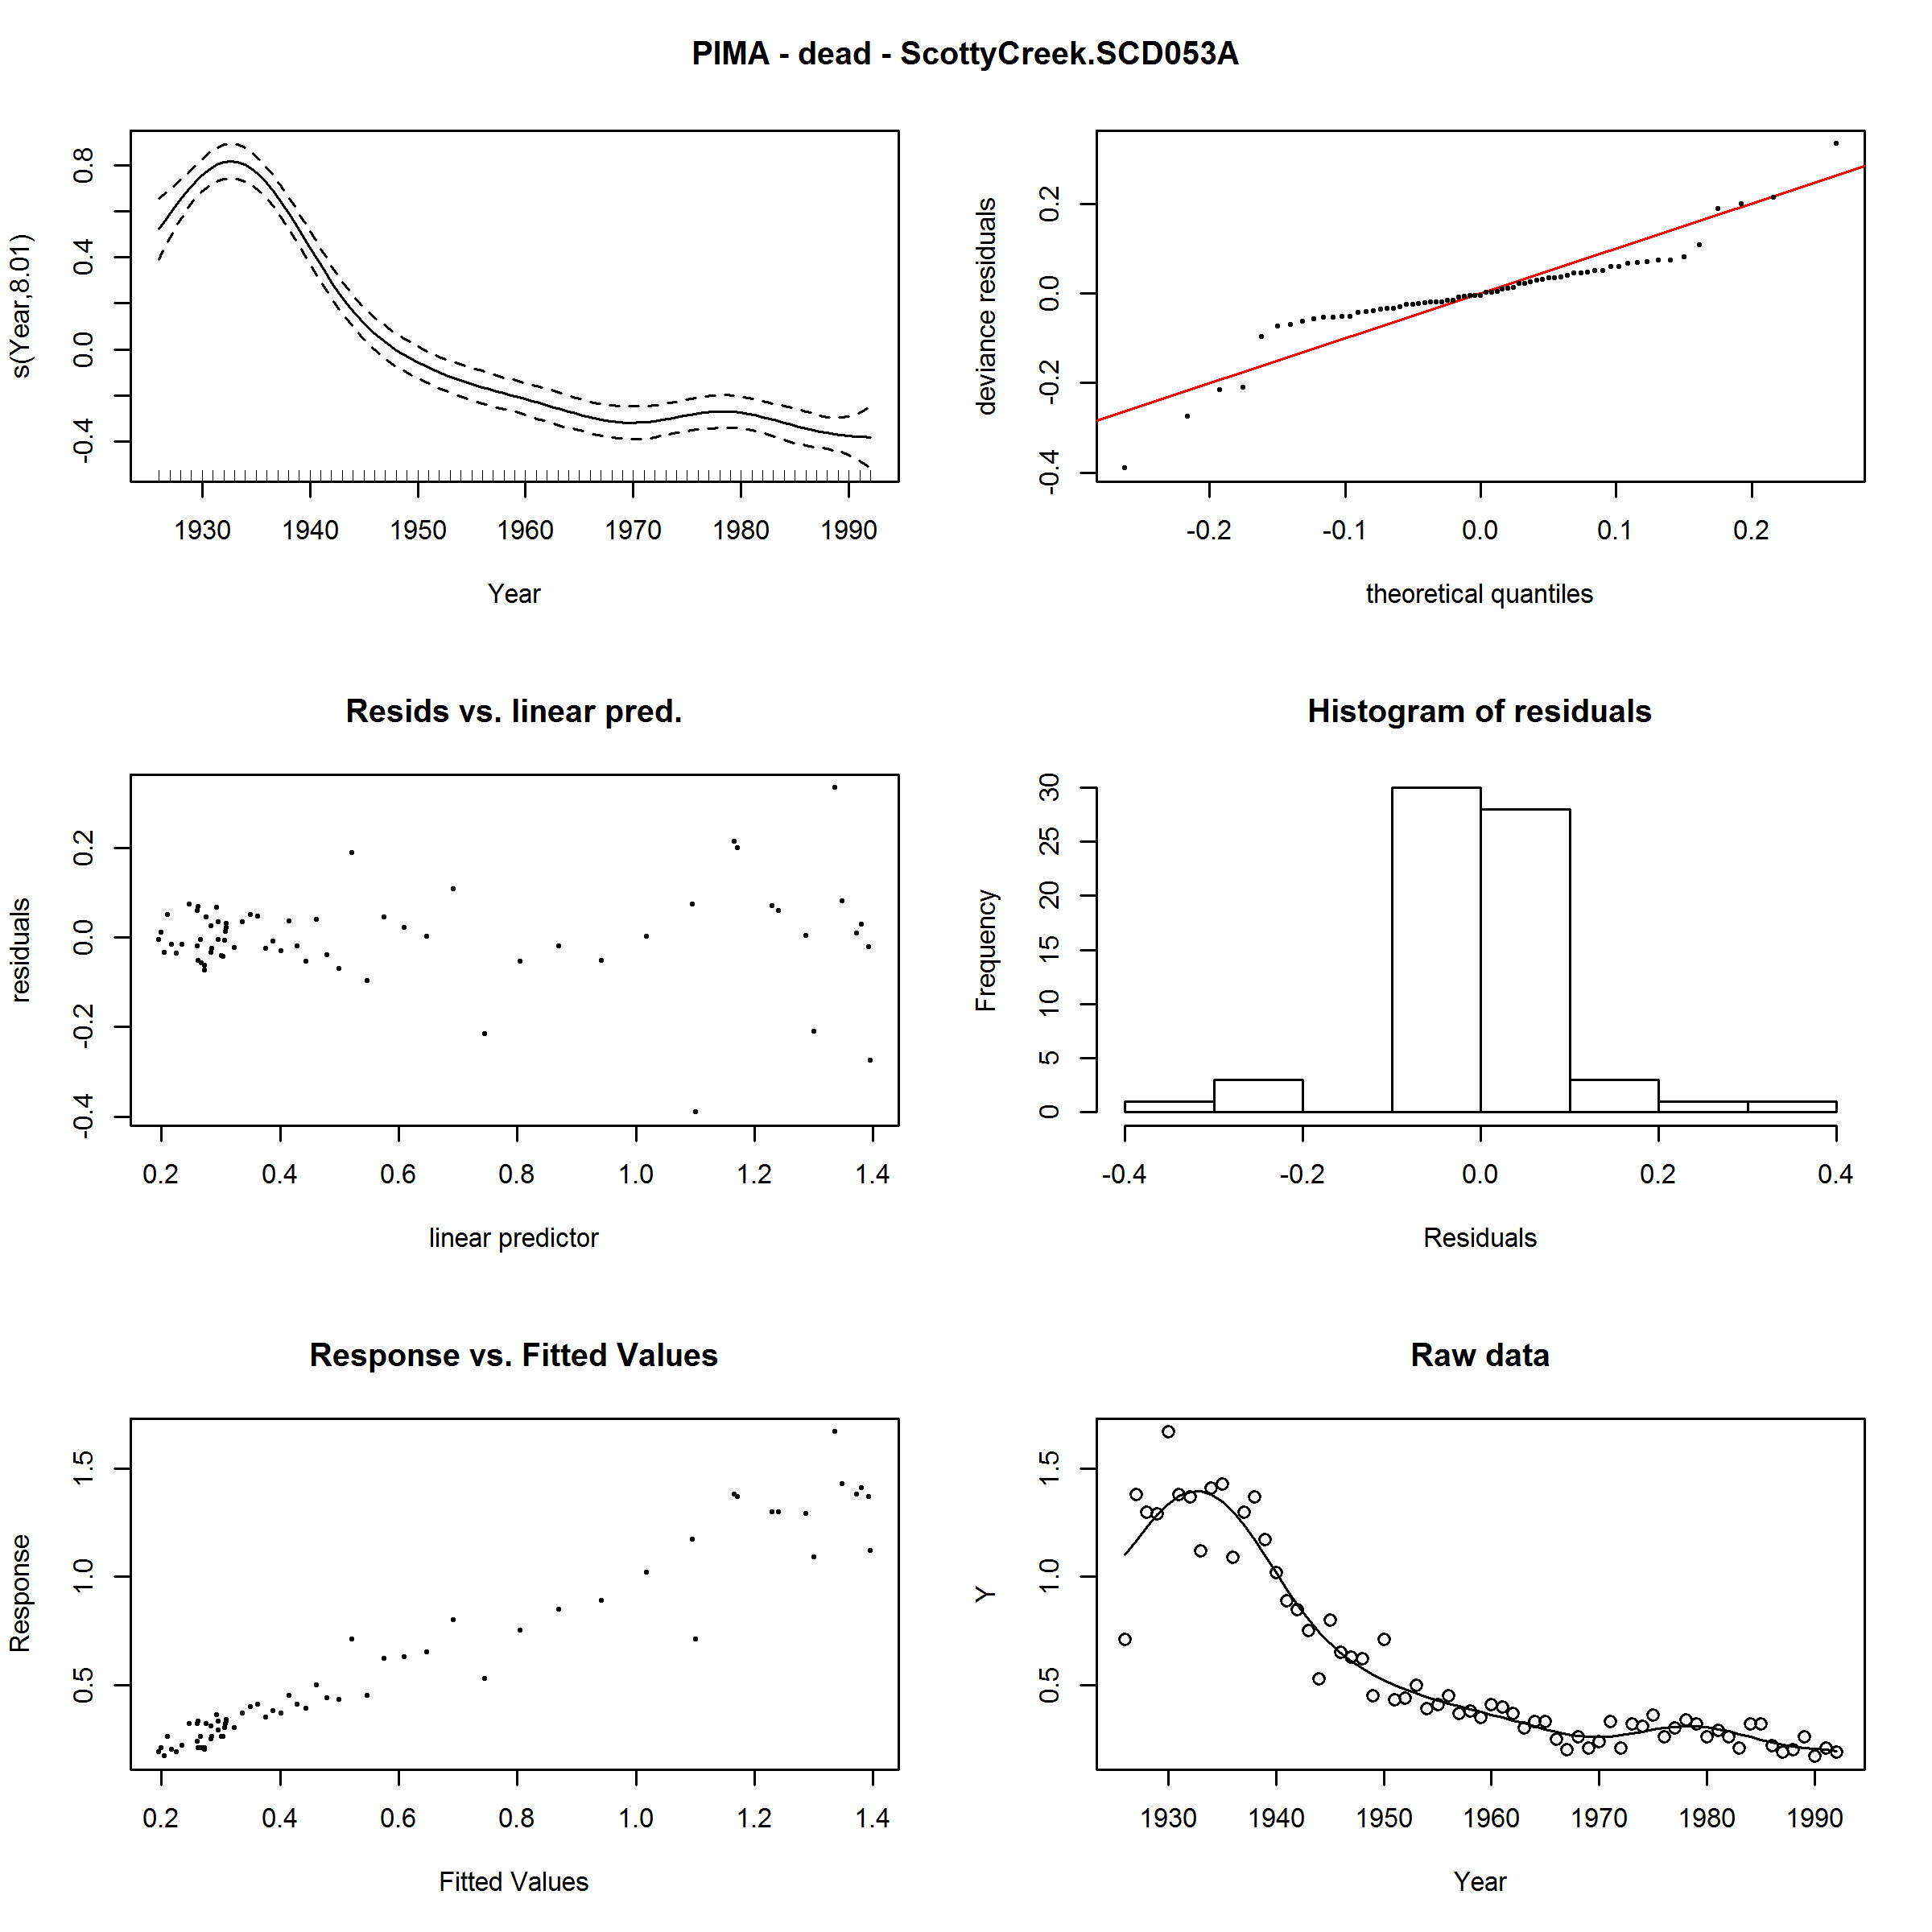 PIMA - dead - ScottyCreek.SCD053A
s(Year,8.01)
-0.4 0.0 0.4 0.8
1930 1940 1950 1960 1970 1980 1990
Year
deviance residuals
-0.4 -0.2 0.0 0.2
-0.2 -0.1 0.0 0.1 0.2
theoretical quantiles
Resids vs. linear pred.
residuals
-0.4 -0.2 0.0 0.2
0.2 0.4 0.6 0.8 1.0 1.2 1.4
linear predictor
Histogram of residuals
Frequency
0 5 10 15 20 25 30
-0.4 -0.2 0.0 0.2 0.4
Residuals
Response vs. Fitted Values
Response
0.5 1.0 1.5
0.2 0.4 0.6 0.8 1.0 1.2 1.4
Fitted Values
Raw data
Y
0.5 1.0 1.5
1930 1940 1950 1960 1970 1980 1990
Year